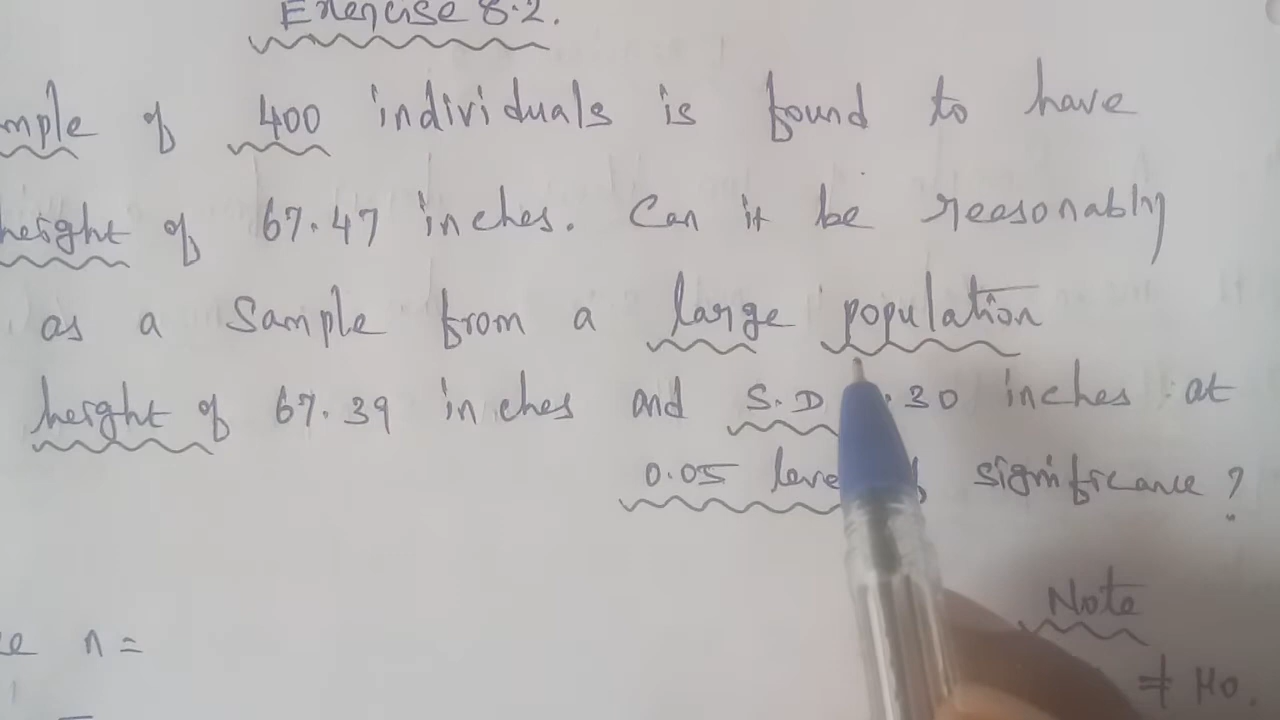 Exercise 8.2.
mple of 400 individuals is found to have
height of 67.47 inches. Can it be reasonably
as a sample from a large population
height of 67.39 inches and S.D .30 inches at
0.05 leve significance?
Note
n =
≠ μ0.